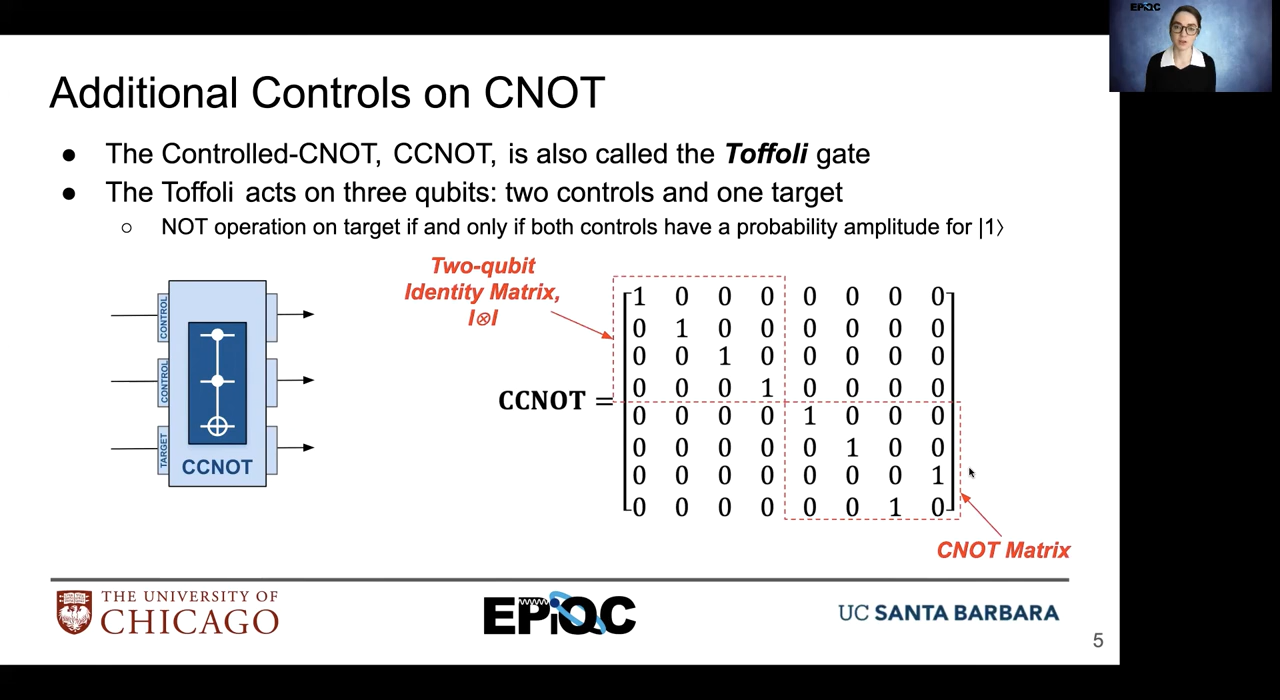 EPiQC
Additional Controls on CNOT
● The Controlled-CNOT, CCNOT, is also called the Toffoli gate
● The Toffoli acts on three qubits: two controls and one target
○ NOT operation on target if and only if both controls have a probability amplitude for |1⟩
Two-qubit
Identity Matrix,
I⊗I
CONTROL
CONTROL
TARGET
CCNOT
CCNOT =
1 0 0 0 0 0 0 0
0 1 0 0 0 0 0 0
0 0 1 0 0 0 0 0
0 0 0 1 0 0 0 0
0 0 0 0 1 0 0 0
0 0 0 0 0 1 0 0
0 0 0 0 0 0 0 1
0 0 0 0 0 0 1 0
CNOT Matrix
THE UNIVERSITY OF
CHICAGO
EPiQC
UC SANTA BARBARA
5